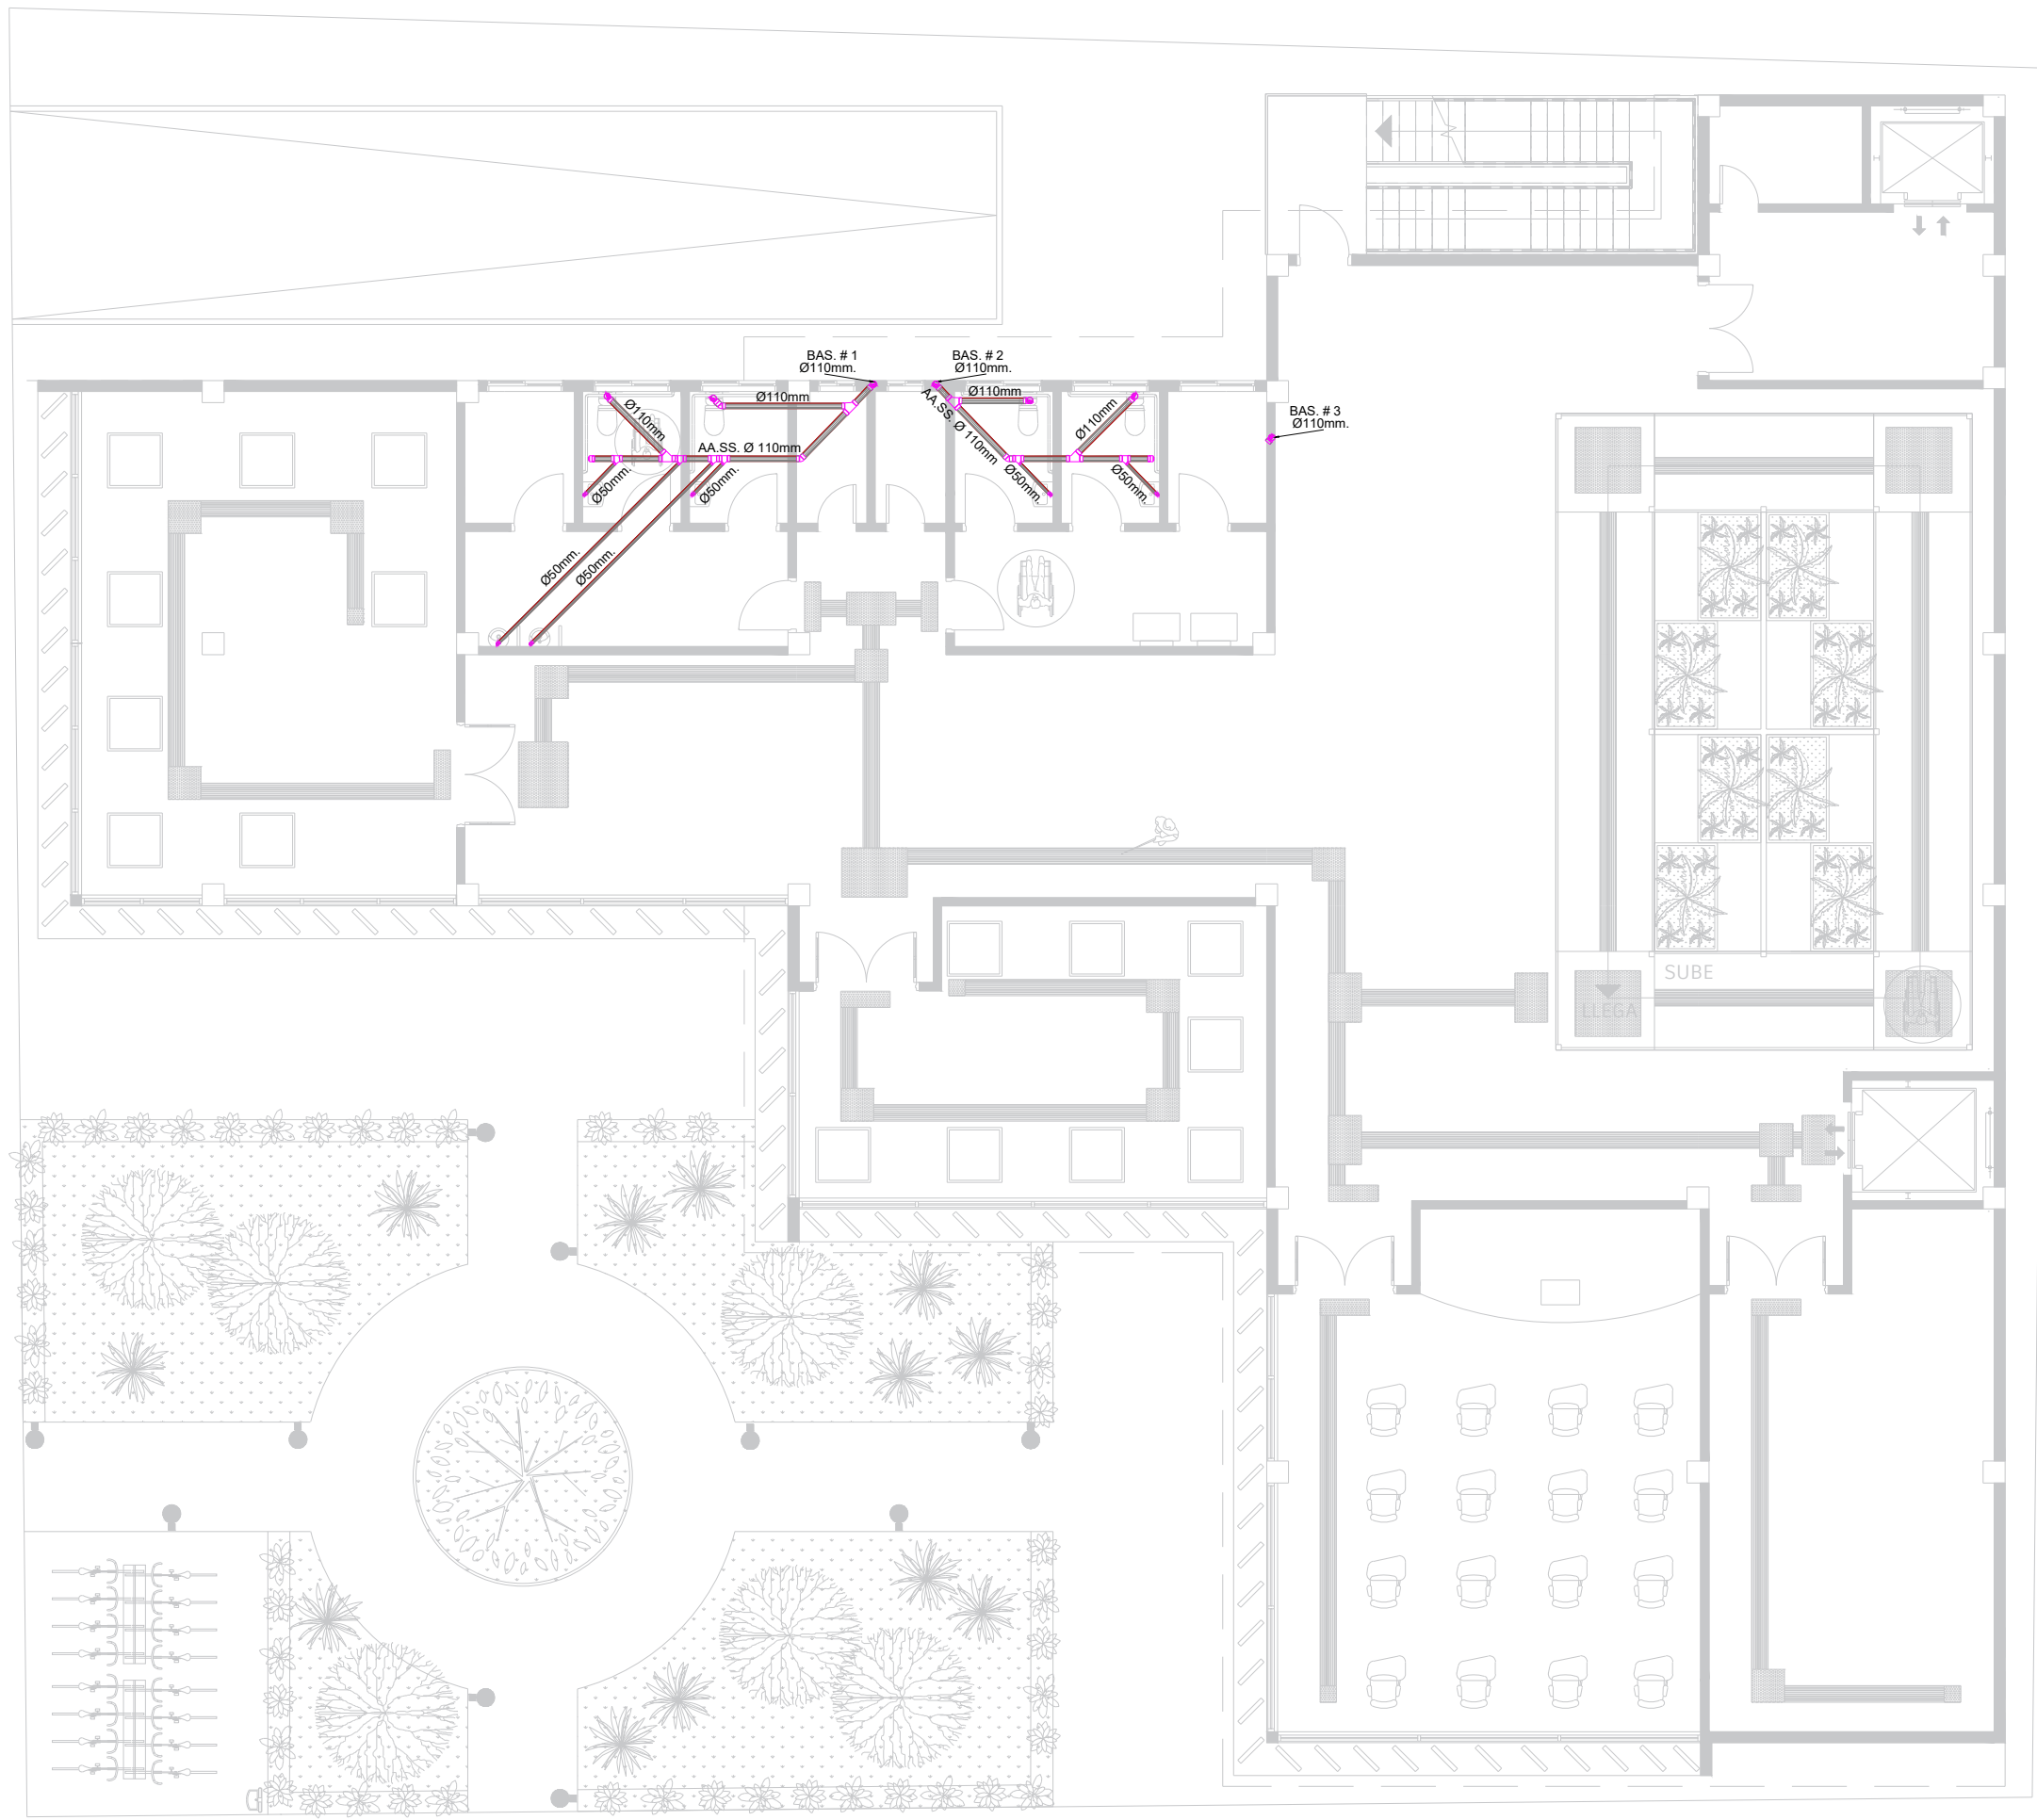 BAS. # 1
Ø110mm.
BAS. # 2
Ø110mm.
Ø110mm
Ø110mm
BAS. # 3
Ø110mm.
Ø110mm
AA.SS. Ø 110mm
AA.SS. Ø 110mm
Ø110mm
Ø50mm.
Ø50mm.
Ø50mm.
Ø50mm.
Ø50mm.
Ø50mm.
SUBE
LLEGA